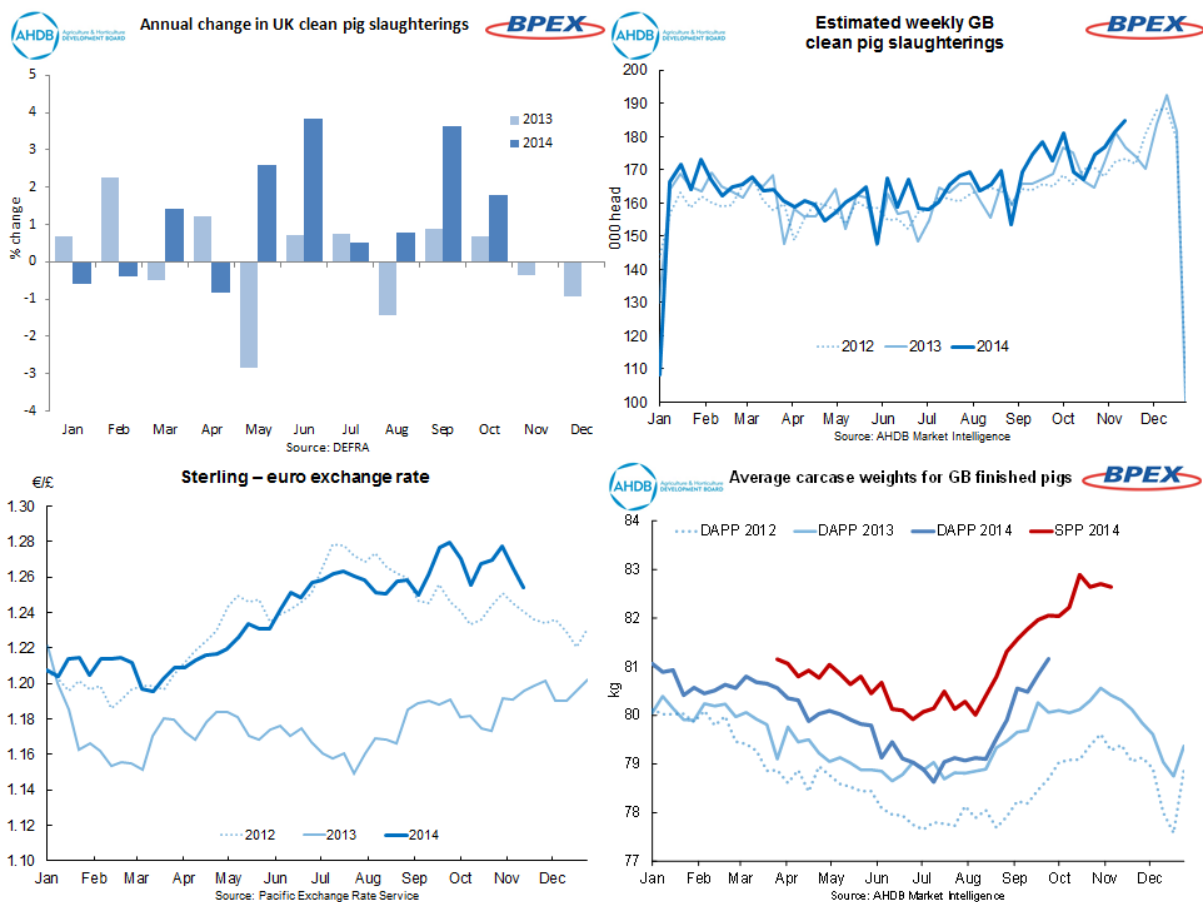 AHDB
Agriculture & Horticulture
DEVELOPMENT BOARD
Annual change in UK clean pig slaughterings
BPEX
% change
5
4
3
2
1
0
-1
-2
-3
-4
2013
2014
Jan Feb Mar Apr May Jun Jul Aug Sep Oct Nov Dec
Source: DEFRA
AHDB
Agriculture & Horticulture
DEVELOPMENT BOARD
Estimated weekly GB
clean pig slaughterings
BPEX
000 head
200
190
180
170
160
150
140
130
120
110
100
2012 2013 2014
Jan Feb Mar Apr May Jun Jul Aug Sep Oct Nov Dec
Source: AHDB Market Intelligence
Sterling – euro exchange rate
€/£
1.30
1.28
1.26
1.24
1.22
1.20
1.18
1.16
1.14
1.12
1.10
2012 2013 2014
Jan Feb Mar Apr May Jun Jul Aug Sep Oct Nov Dec
Source: Pacific Exchange Rate Service
AHDB
Agriculture & Horticulture
DEVELOPMENT BOARD
Average carcase weights for GB finished pigs
BPEX
kg
84
83
82
81
80
79
78
77
DAPP 2012 DAPP 2013 DAPP 2014 SPP 2014
Jan Feb Mar Apr May Jun Jul Aug Sep Oct Nov Dec
Source: AHDB Market Intelligence